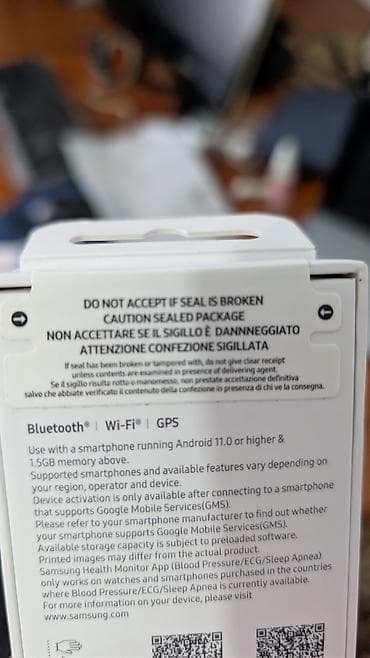 DO NOT ACCEPT IF SEAL IS BROKEN
CAUTION SEALED PACKAGE
NON ACCETTARE SE IL SIGILLO È DANNNEGGIATO
ATTENZIONE CONFEZIONE SIGILLATA
If seal has been broken or tampered with, do not give clear receipt
unless contents are examined in presence of delivering agent.
Se il sigillo risulta rotto o manomesso, non prestate accettazione definitiva
salvo che abbiate verificato il contenuto della confezione in presenza di chi ve la consegna.
Bluetooth® | Wi-Fi® | GPS
Use with a smartphone running Android 11.0 or higher &
1.5GB memory above.
Supported smartphones and available features vary depending on
your region, operator and device.
Device activation is only available after connecting to a smartphone
that supports Google Mobile Services(GMS).
Please refer to your smartphone manufacturer to find out whether
your smartphone supports Google Mobile Services(GMS).
Available storage capacity is subject to preloaded software.
Printed images may differ from the actual product.
Samsung Health Monitor App (Blood Pressure/ECG/Sleep Apnea)
only works on watches and smartphones purchased in the countries
where Blood Pressure/ECG/Sleep Apnea is currently available.
For more information on your device, please visit
www.samsung.com